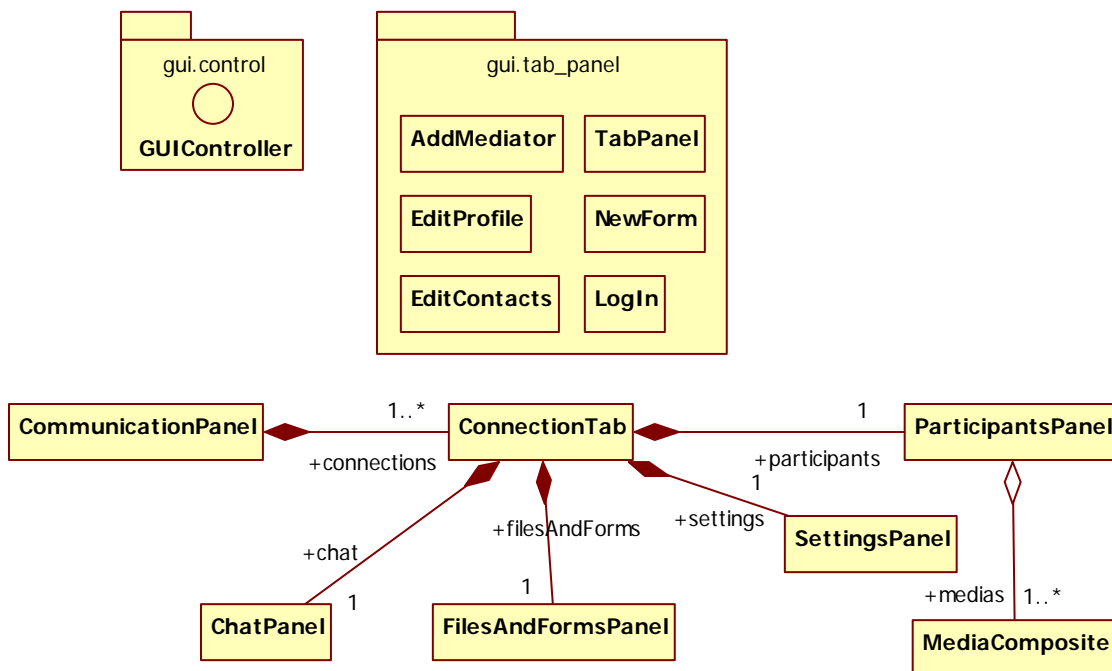 gui.control
GUIController
gui.tab_panel
AddMediator
TabPanel
EditProfile
NewForm
EditContacts
LogIn
CommunicationPanel
1..*
+connections
ConnectionTab
1
+participants
ParticipantsPanel
+chat
1
+filesAndForms
1
+settings
1
SettingsPanel
+medias
1..*
ChatPanel
FilesAndFormsPanel
MediaComposite